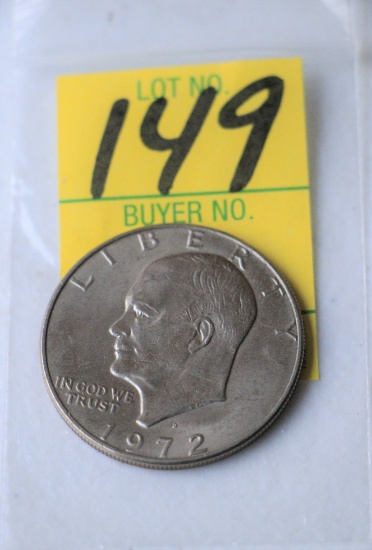 LOT NO.
149
BUYER NO.
LIBERTY
IN GOD WE
TRUST
D
1972